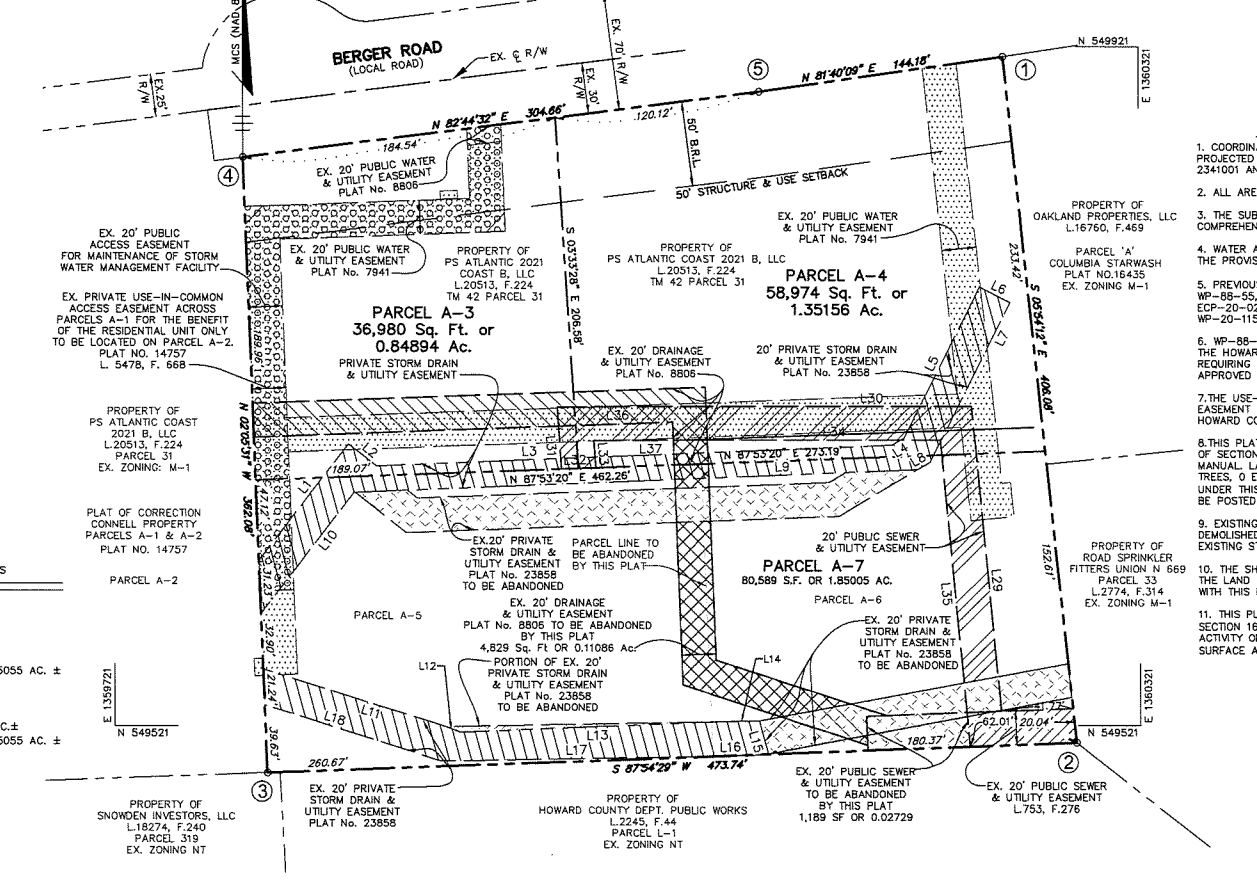 MCS (NAD 8
EX. 25'
R/W
BERGER ROAD
(LOCAL ROAD)
EX. ℄ R/W
EX. 70' R/W
EX. 30'
R/W
N 549921
E 1360321
1
5
N 81°40'09" E 144.18'
N 82°44'32" E 304.66'
184.54'
120.12'
4
50' B.R.L
50' STRUCTURE & USE SETBACK
EX. 20' PUBLIC WATER
& UTILITY EASEMENT
PLAT No. 8806
EX. 20' PUBLIC
ACCESS EASEMENT
FOR MAINTENANCE OF STORM
WATER MANAGEMENT FACILITY
EX. PRIVATE USE-IN-COMMON
ACCESS EASEMENT ACROSS
PARCELS A-1 FOR THE BENEFIT
OF THE RESIDENTIAL UNIT ONLY
TO BE LOCATED ON PARCEL A-2.
PLAT NO. 14757
L. 5478, F. 668
PROPERTY OF
PS ATLANTIC COAST
2021 B, LLC
L.20513, F.224
PARCEL 31
EX. ZONING: M-1
PLAT OF CORRECTION
CONNELL PROPERTY
PARCELS A-1 & A-2
PLAT NO. 14757
PARCEL A-2
EX. 20' PUBLIC WATER
& UTILITY EASEMENT
PLAT No. 7941
PROPERTY OF
PS ATLANTIC 2021
COAST B, LLC
L.20513, F.224
TM 42 PARCEL 31
PARCEL A-3
36,980 Sq. Ft. or
0.84894 Ac.
PRIVATE STORM DRAIN
& UTILITY EASEMENT
S 03°33'28" E 206.58'
PROPERTY OF
PS ATLANTIC COAST 2021 B, LLC
L.20513, F.224
TM 42 PARCEL 31
EX. 20' PUBLIC WATER
& UTILITY EASEMENT
PLAT No. 7941
PARCEL A-4
58,974 Sq. Ft. or
1.35156 Ac.
EX. 20' DRAINAGE
& UTILITY EASEMENT
PLAT No. 8806
20' PRIVATE STORM DRAIN
& UTILITY EASEMENT
PLAT No. 23858
PROPERTY OF
OAKLAND PROPERTIES, LLC
L.16760, F.469
PARCEL 'A'
COLUMBIA STARWASH
PLAT NO.16435
EX. ZONING M-1
233.42'
S 05°54'12" E 406.08'
152.61'
L6
L7
L5
L30
L36
L34
L31
L32
L33
L37
L3
L4
L8
L9
L2
L1
L10
189.07'
N 87°53'20" E 273.19'
N 87°53'20" E 462.26'
189.96'
N 02°05'31" W 362.08'
47.12'
31.23'
32.90'
21.24'
39.63'
EX.20' PRIVATE
STORM DRAIN &
UTILITY EASEMENT
PLAT No. 23858
TO BE ABANDONED
PARCEL LINE TO
BE ABANDONED
BY THIS PLAT
20' PUBLIC SEWER
& UTILITY EASEMENT
PARCEL A-7
80,589 S.F. OR 1.85005 AC.
PARCEL A-6
PARCEL A-5
L35
L29
PROPERTY OF
ROAD SPRINKLER
FITTERS UNION N 669
PARCEL 33
L.2774, F.314
EX. ZONING M-1
EX. 20' DRAINAGE
& UTILITY EASEMENT
PLAT No. 8806 TO BE ABANDONED
BY THIS PLAT
4,829 Sq. Ft OR 0.11086 Ac.
PORTION OF EX. 20'
PRIVATE STORM DRAIN
& UTILITY EASEMENT
PLAT No. 23858
TO BE ABANDONED
EX. 20' PRIVATE
STORM DRAIN &
UTILITY EASEMENT
PLAT No. 23858
TO BE ABANDONED
L12
L14
L11
L18
L13
L17
L16
L15
62.01'
20.04'
180.37'
260.67'
S 87°54'29" W 473.74'
3
2
E 1359721
N 549521
E 1360321
N 549521
EX. 20' PRIVATE
STORM DRAIN &
UTILITY EASEMENT
PLAT No. 23858
PROPERTY OF
SNOWDEN INVESTORS, LLC
L.18274, F.240
PARCEL 319
EX. ZONING NT
PROPERTY OF
HOWARD COUNTY DEPT. PUBLIC WORKS
L.2245, F.44
PARCEL L-1
EX. ZONING NT
EX. 20' PUBLIC SEWER
& UTILITY EASEMENT
TO BE ABANDONED
BY THIS PLAT
1,189 SF OR 0.02729
EX. 20' PUBLIC SEWER
& UTILITY EASEMENT
L.753, F.276
S
5055 AC. ±
C.±
5055 AC. ±
1. COORDIN
PROJECTED
2341001 AN
2. ALL ARE
3. THE SUB
COMPREHEN
4. WATER A
THE PROVIS
5. PREVIOU
WP-88-55,
ECP-20-02
WP-20-115
6. WP-88-
THE HOWAR
REQUIRING
APPROVED
7.THE USE-
EASEMENT
HOWARD CO
8.THIS PLA
OF SECTION
MANUAL. LA
TREES, 0 E
UNDER THIS
BE POSTED
9. EXISTING
DEMOLISHED
EXISTING ST
10. THE SH
THE LAND
WITH THIS
11. THIS PL
SECTION 16
ACTIVITY O
SURFACE A